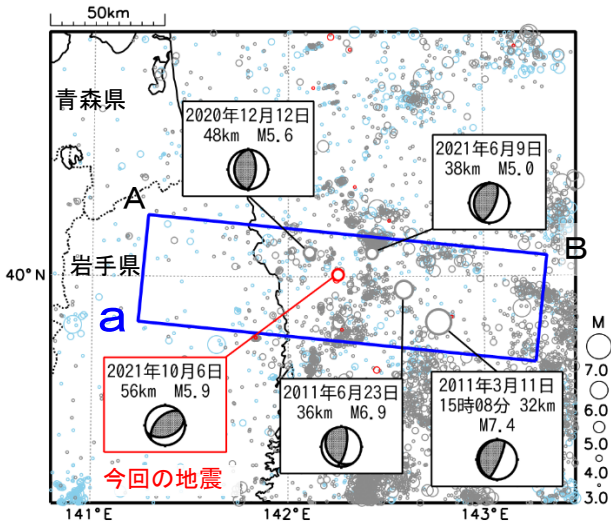 50km
青森県
2020年12月12日
48km M5.6
2021年6月9日
38km M5.0
A
B
40°N
岩手県
a
M
7.0
6.0
5.0
4.0
3.0
2021年10月6日
56km M5.9
今回の地震
2011年6月23日
36km M6.9
2011年3月11日
15時08分 32km
M7.4
141°E
142°E
143°E